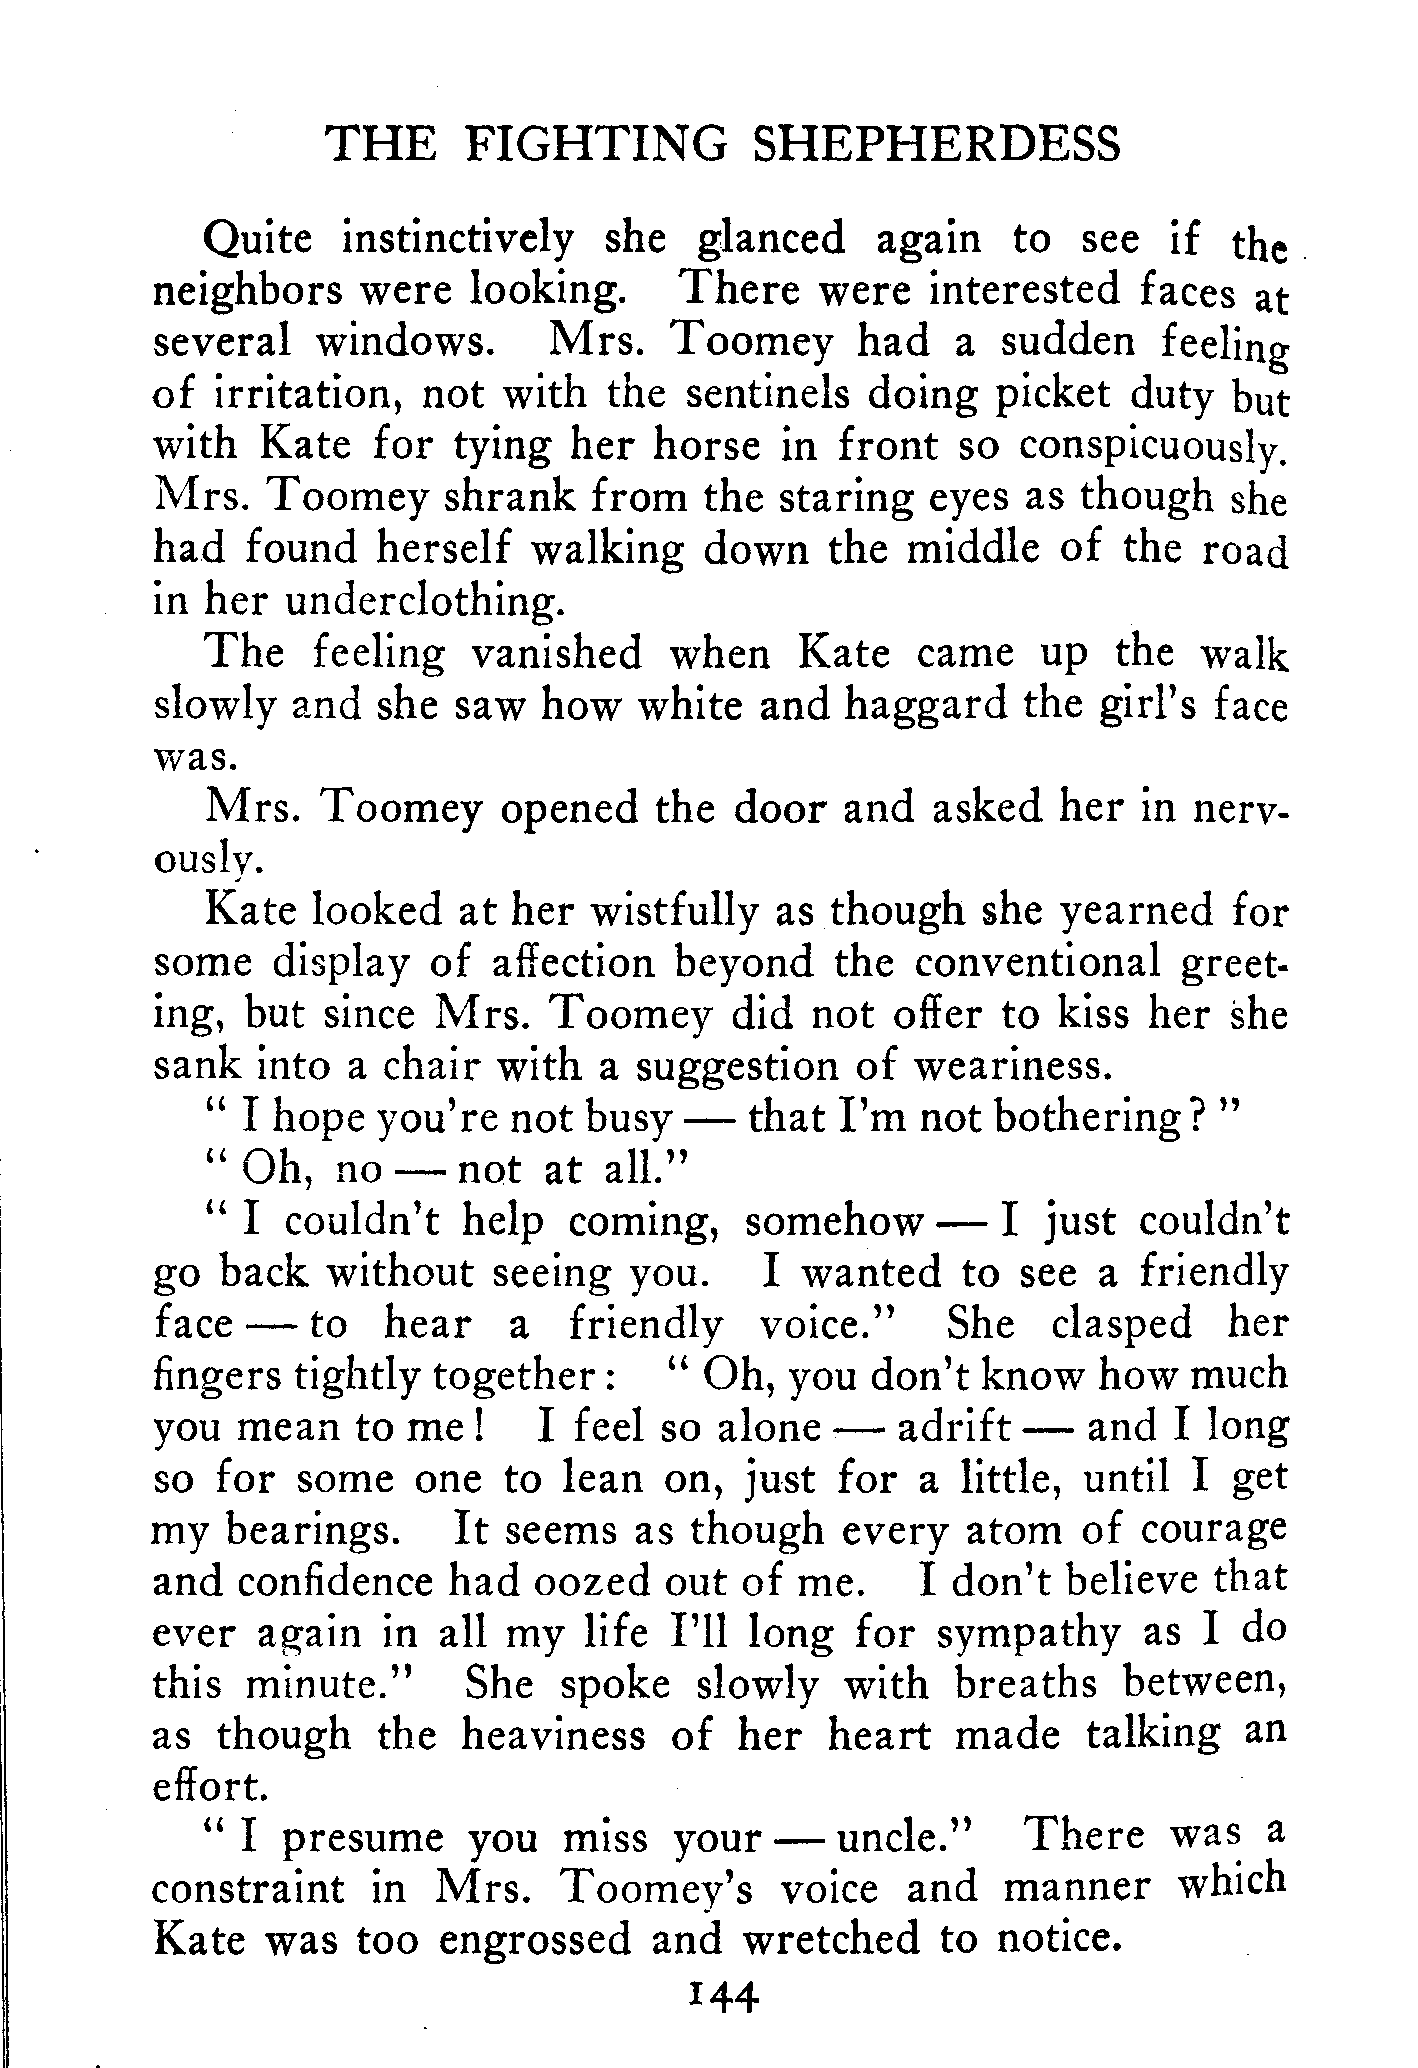 THE FIGHTING SHEPHERDESS
Quite instinctively she glanced again to see if the
neighbors were looking. There were interested faces at
several windows. Mrs. Toomey had a sudden feeling
of irritation, not with the sentinels doing picket duty but
with Kate for tying her horse in front so conspicuously.
Mrs. Toomey shrank from the staring eyes as though she
had found herself walking down the middle of the road
in her underclothing.
The feeling vanished when Kate came up the walk
slowly and she saw how white and haggard the girl's face
was.
Mrs. Toomey opened the door and asked her in nerv-
ously.
Kate looked at her wistfully as though she yearned for
some display of affection beyond the conventional greet-
ing, but since Mrs. Toomey did not offer to kiss her she
sank into a chair with a suggestion of weariness.
" I hope you're not busy — that I'm not bothering? "
" Oh, no — not at all."
" I couldn't help coming, somehow — I just couldn't
go back without seeing you. I wanted to see a friendly
face — to hear a friendly voice." She clasped her
fingers tightly together: " Oh, you don't know how much
you mean to me! I feel so alone — adrift — and I long
so for some one to lean on, just for a little, until I get
my bearings. It seems as though every atom of courage
and confidence had oozed out of me. I don't believe that
ever again in all my life I'll long for sympathy as I do
this minute." She spoke slowly with breaths between,
as though the heaviness of her heart made talking an
effort.
" I presume you miss your — uncle." There was a
constraint in Mrs. Toomey's voice and manner which
Kate was too engrossed and wretched to notice.
144